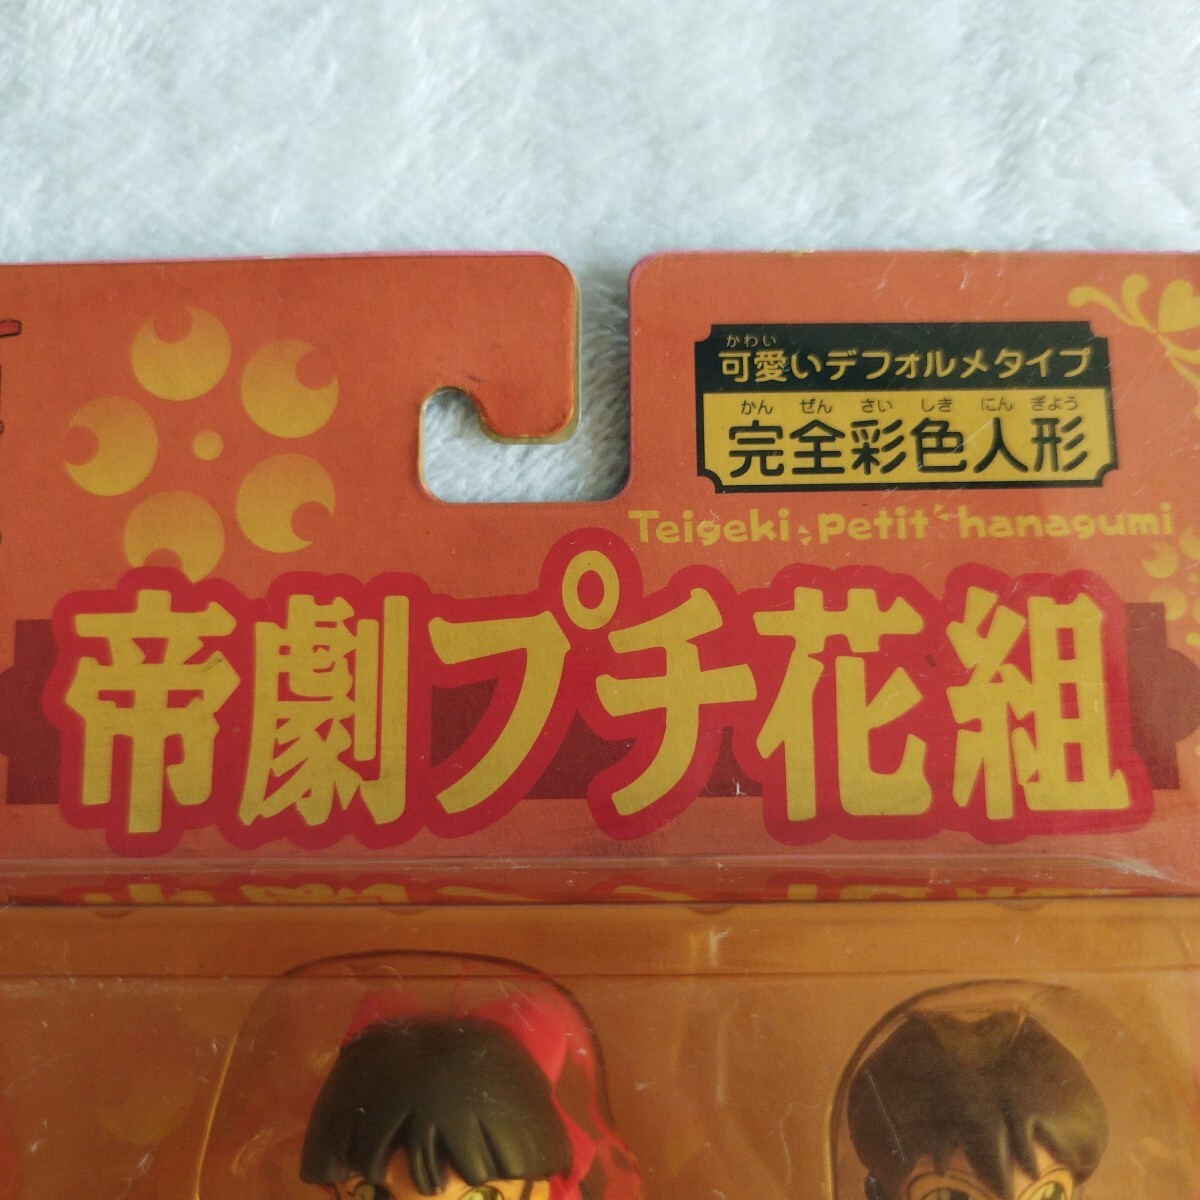 かわい
可愛いデフォルメタイプ
かん ぜん さい しき にん ぎよう
完全彩色人形
Teigeki petit hanagumi
帝劇プチ花組